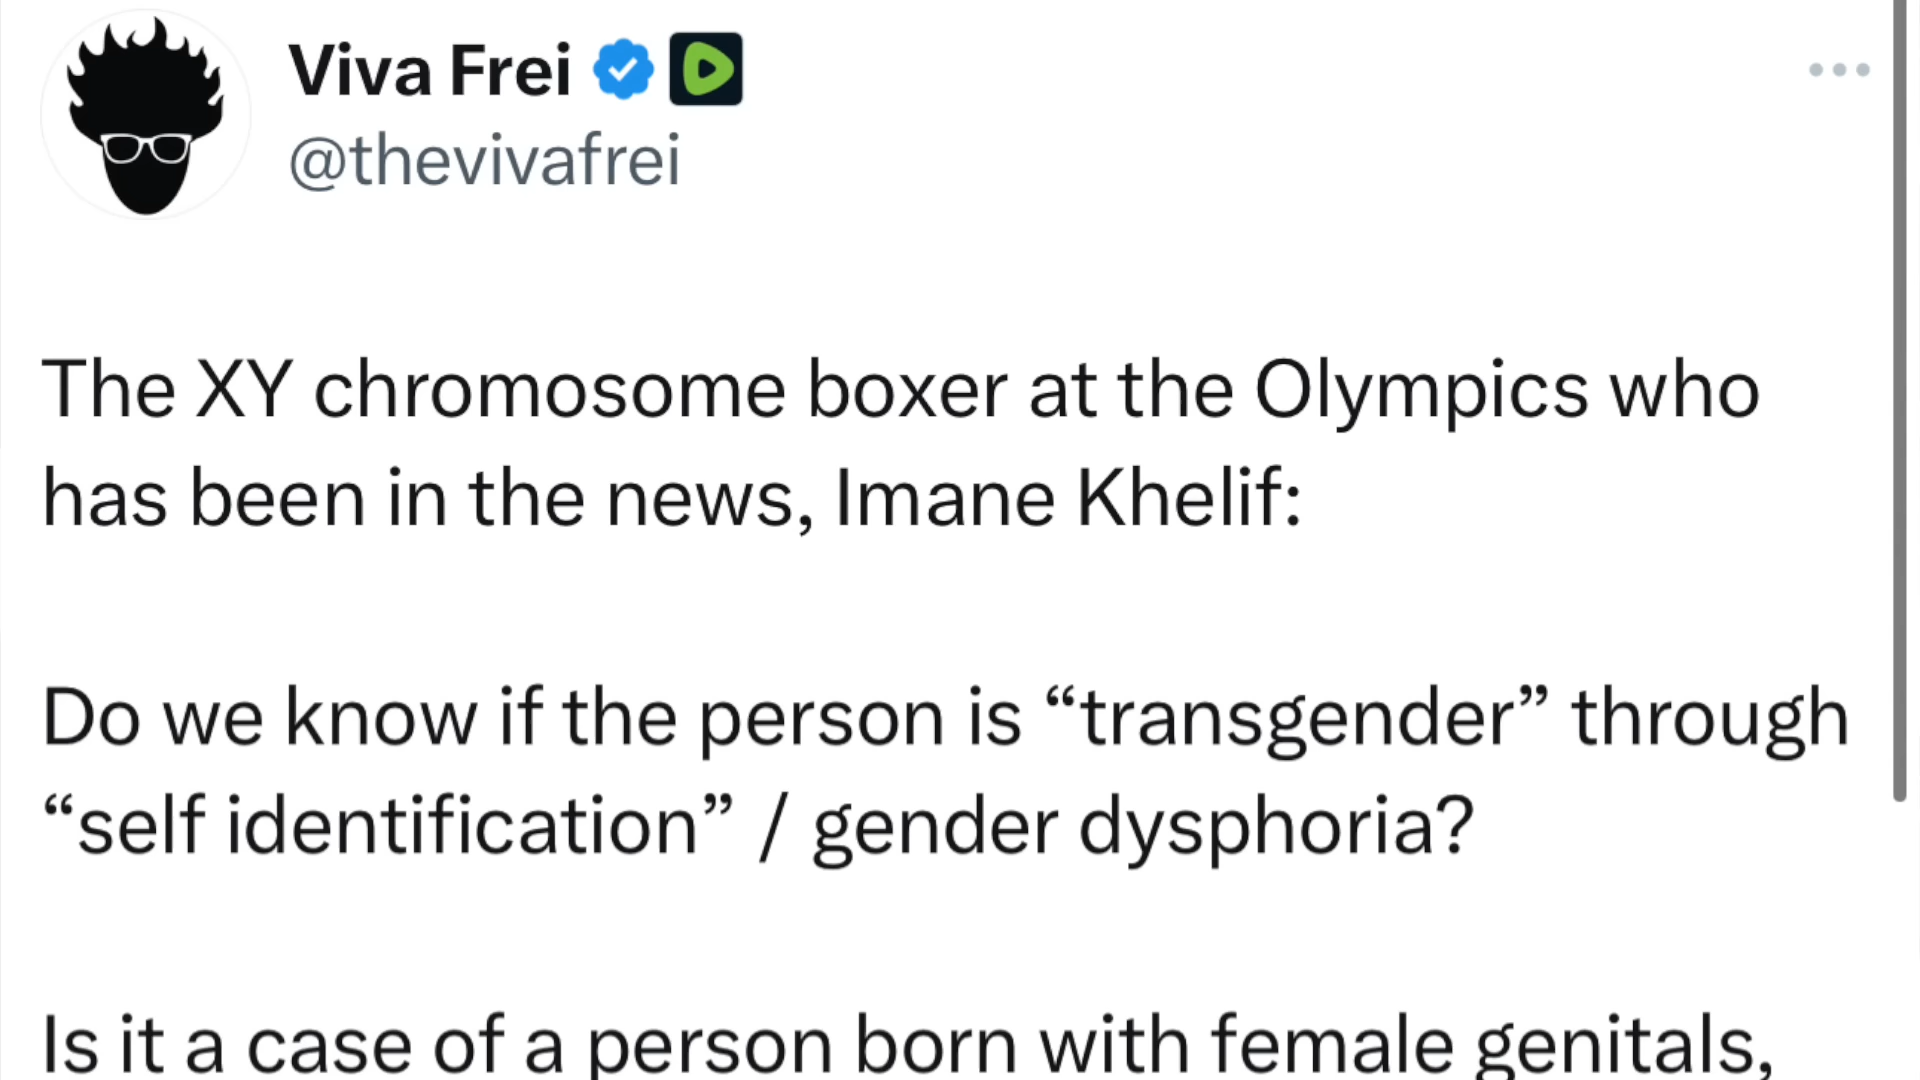 Viva Frei
@thevivafrei
The XY chromosome boxer at the Olympics who
has been in the news, Imane Khelif:
Do we know if the person is “transgender” through
“self identification” / gender dysphoria?
Is it a case of a person born with female genitals,